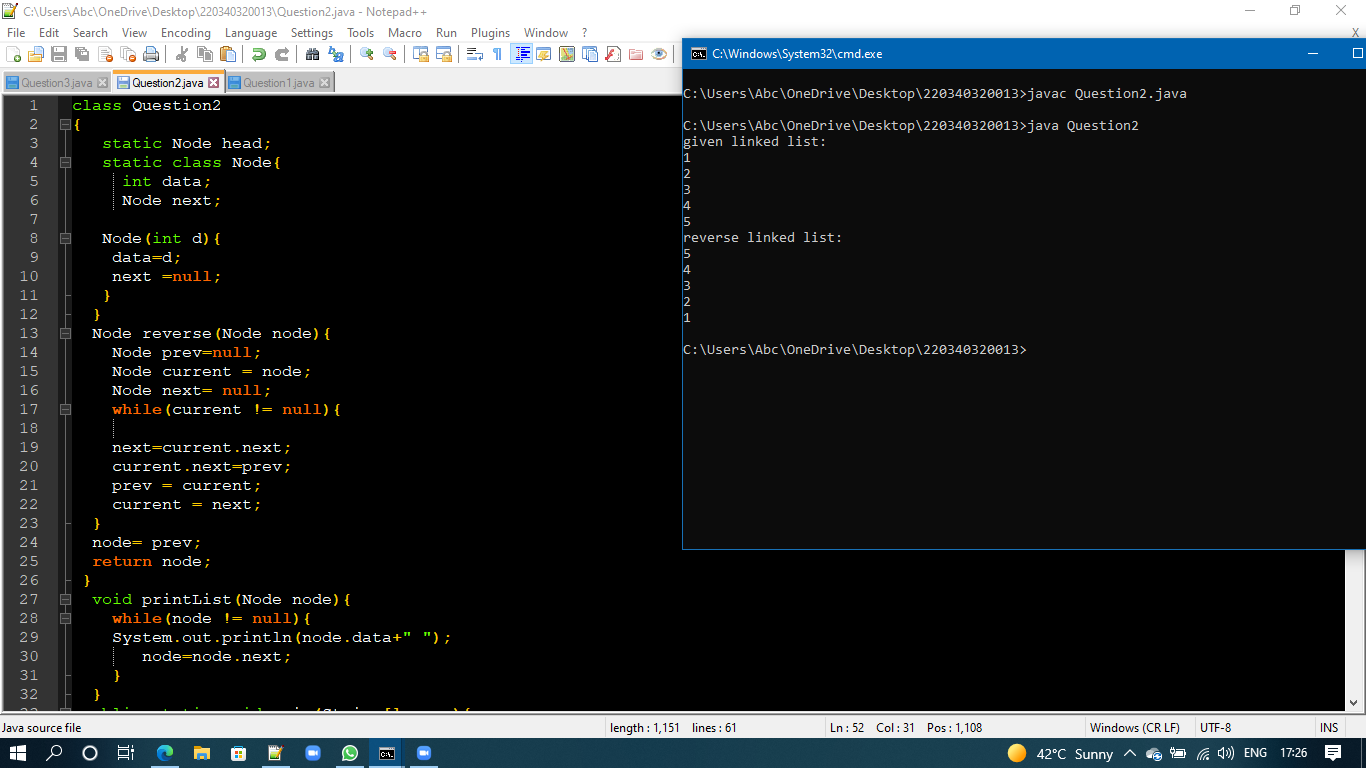 C:\Users\Abc\OneDrive\Desktop\220340320013\Question2.java - Notepad++
File Edit Search View Encoding Language Settings Tools Macro Run Plugins Window ? X
Question3.java Question2.java Question1.java
1 class Question2
2 {
3 static Node head;
4 static class Node{
5 int data;
6 Node next;
7
8 Node(int d){
9 data=d;
10 next =null;
11 }
12 }
13 Node reverse(Node node){
14 Node prev=null;
15 Node current = node;
16 Node next= null;
17 while(current != null){
18
19 next=current.next;
20 current.next=prev;
21 prev = current;
22 current = next;
23 }
24 node= prev;
25 return node;
26 }
27 void printList(Node node){
28 while(node != null){
29 System.out.println(node.data+" ");
30 node=node.next;
31 }
32 }
C:\Windows\System32\cmd.exe
C:\Users\Abc\OneDrive\Desktop\220340320013>javac Question2.java
C:\Users\Abc\OneDrive\Desktop\220340320013>java Question2
given linked list:
1
2
3
4
5
reverse linked list:
5
4
3
2
1
C:\Users\Abc\OneDrive\Desktop\220340320013>
Java source file length : 1,151 lines : 61 Ln : 52 Col : 31 Pos : 1,108 Windows (CR LF) UTF-8 INS
42°C Sunny ENG 17:26